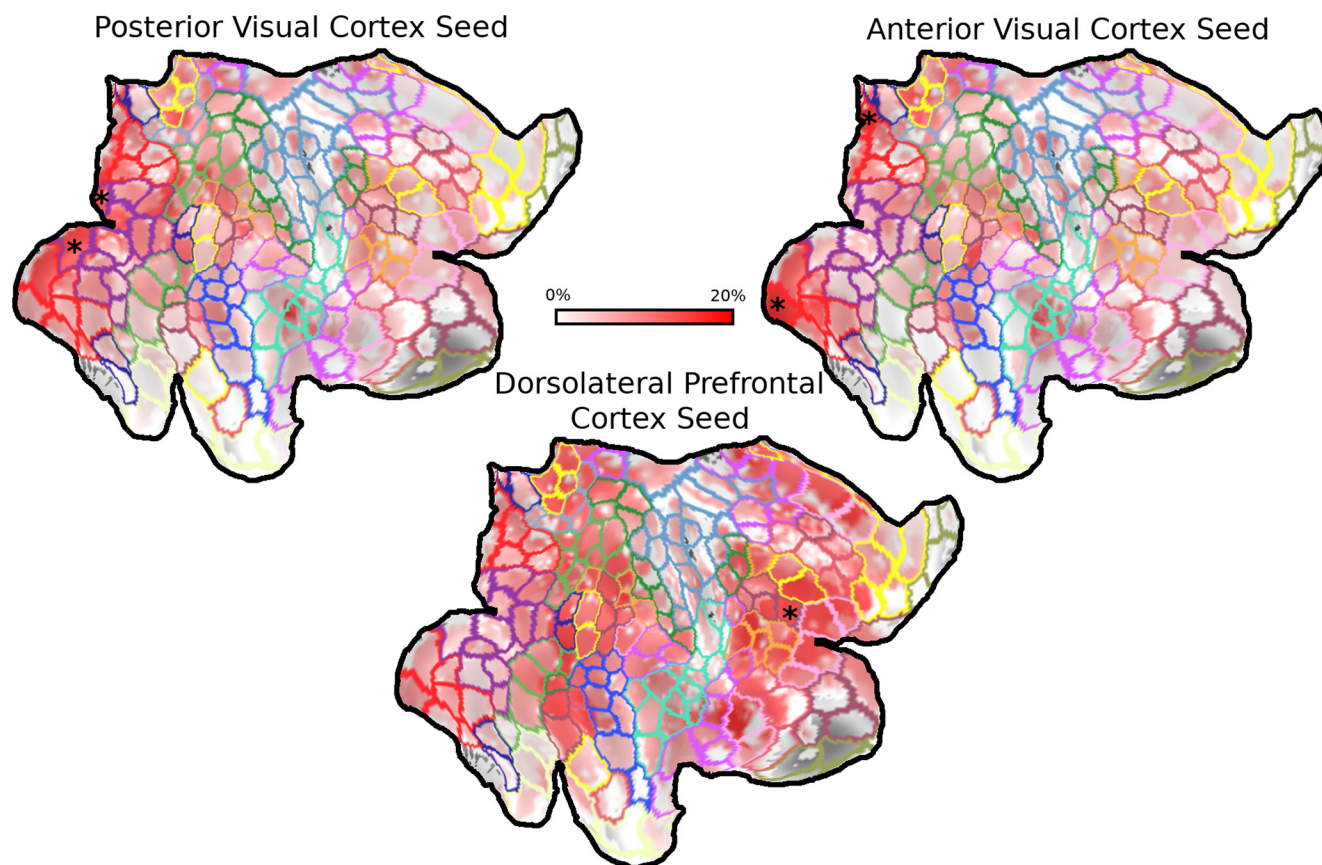 Posterior Visual Cortex Seed
Anterior Visual Cortex Seed
*
*
*
*
0%
20%
Dorsolateral Prefrontal
Cortex Seed
*